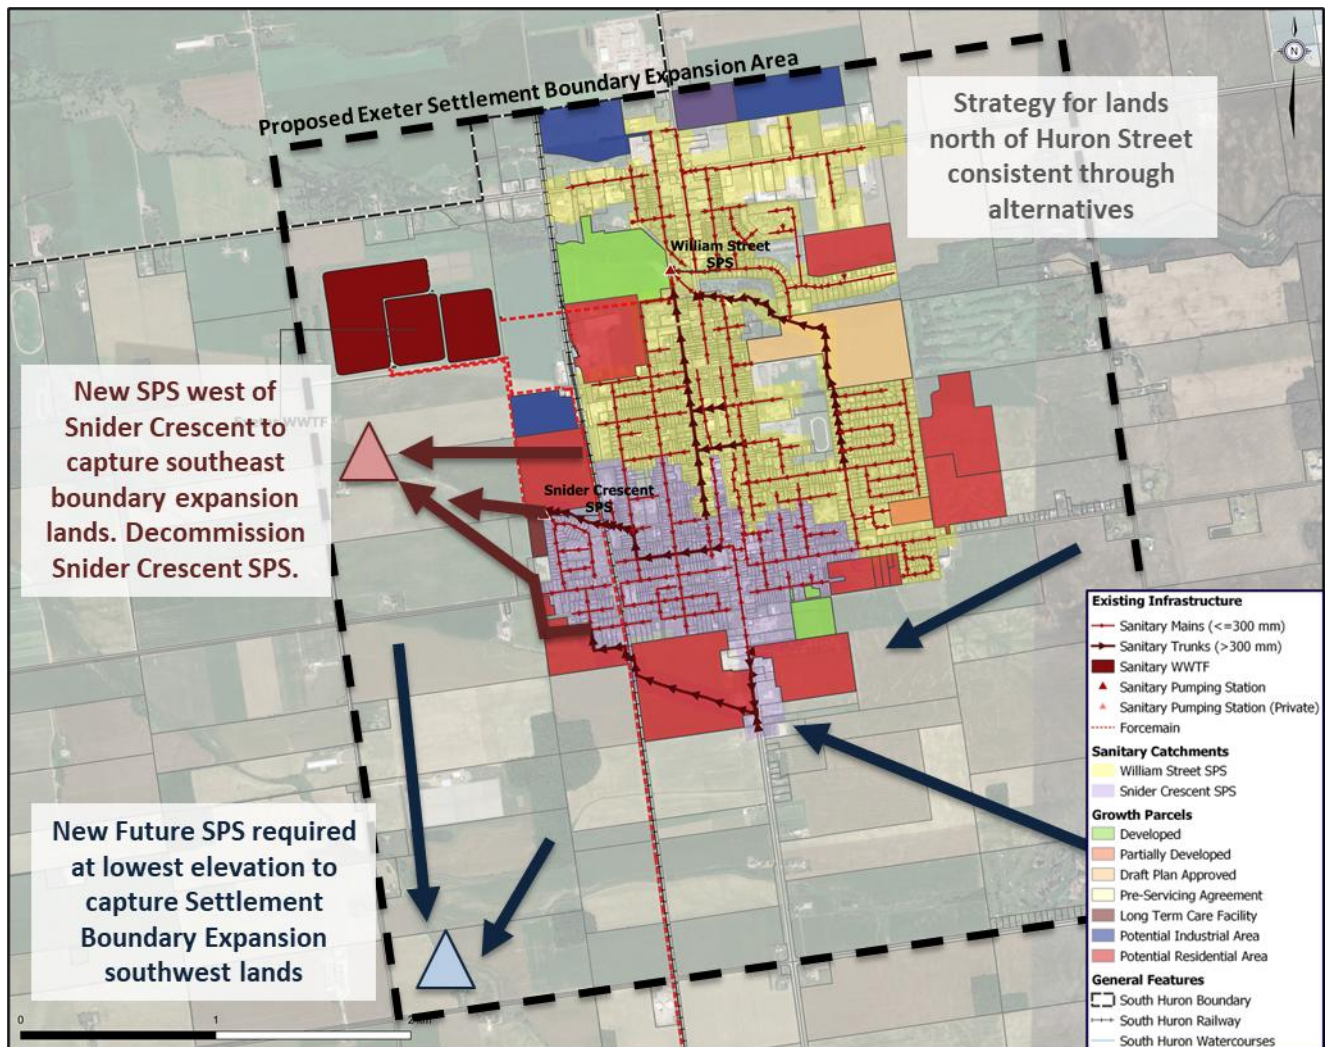 Proposed Exeter Settlement Boundary Expansion Area
N
Strategy for lands
north of Huron Street
consistent through
alternatives
William Street
SPS
New SPS west of
Snider Crescent to
capture southeast
boundary expansion
lands. Decommission
Snider Crescent SPS.
WWTF
Snider Crescent
SPS
New Future SPS required
at lowest elevation to
capture Settlement
Boundary Expansion
southwest lands
0
1
2
Existing Infrastructure
Sanitary Mains (<=300 mm)
Sanitary Trunks (>300 mm)
Sanitary WWTF
Sanitary Pumping Station
Sanitary Pumping Station (Private)
Forcemain
Sanitary Catchments
William Street SPS
Snider Crescent SPS
Growth Parcels
Developed
Partially Developed
Draft Plan Approved
Pre-Servicing Agreement
Long Term Care Facility
Potential Industrial Area
Potential Residential Area
General Features
South Huron Boundary
South Huron Railway
South Huron Watercourses